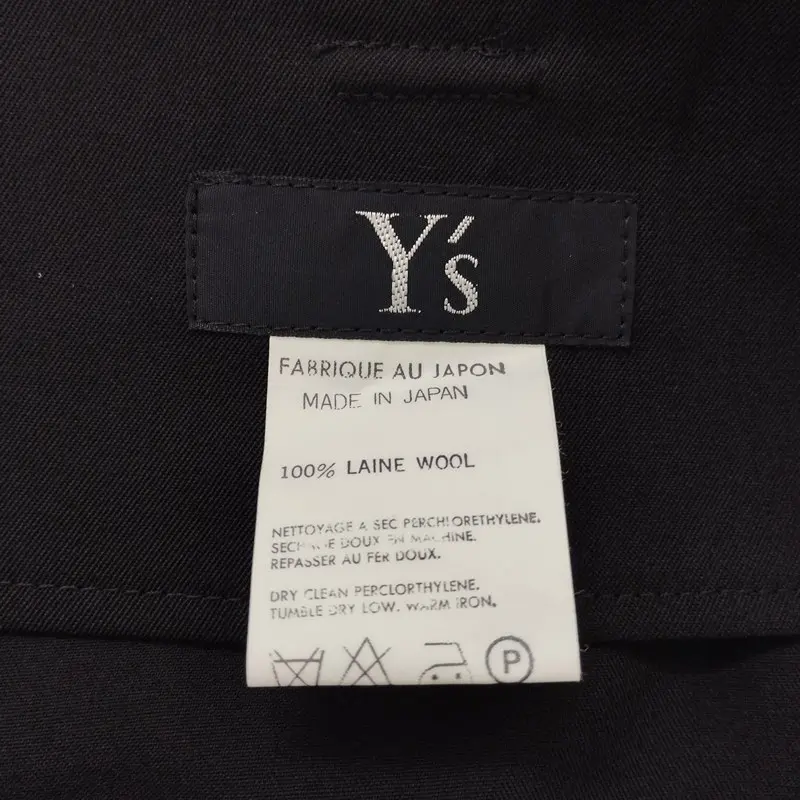 Y's
FABRIQUE AU JAPON
MADE IN JAPAN
100% LAINE WOOL
NETTOYAGE A SEC PERCHLORETHYLENE.
DOUX EN MACHINE.
REPASSER AU FER DOUX.
DRY CLEAN PERCLORTHYLENE.
TUMBLE DRY LOW. WARM IRON.
P